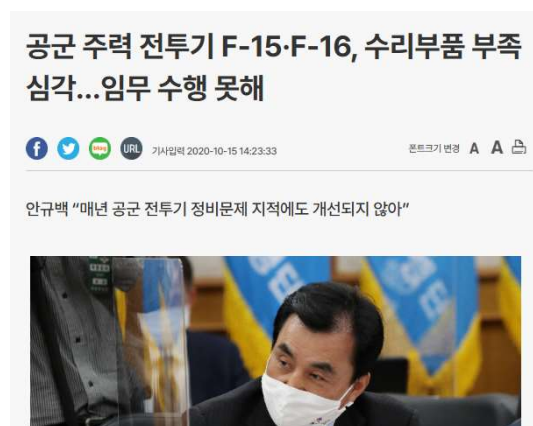 공군 주력 전투기 F-15·F-16, 수리부품 부족
심각...임무 수행 못해
URL 기사입력 2020-10-15 14:23:33 폰트크기 변경 A A
안규백 “매년 공군 전투기 정비문제 지적에도 개선되지 않아”